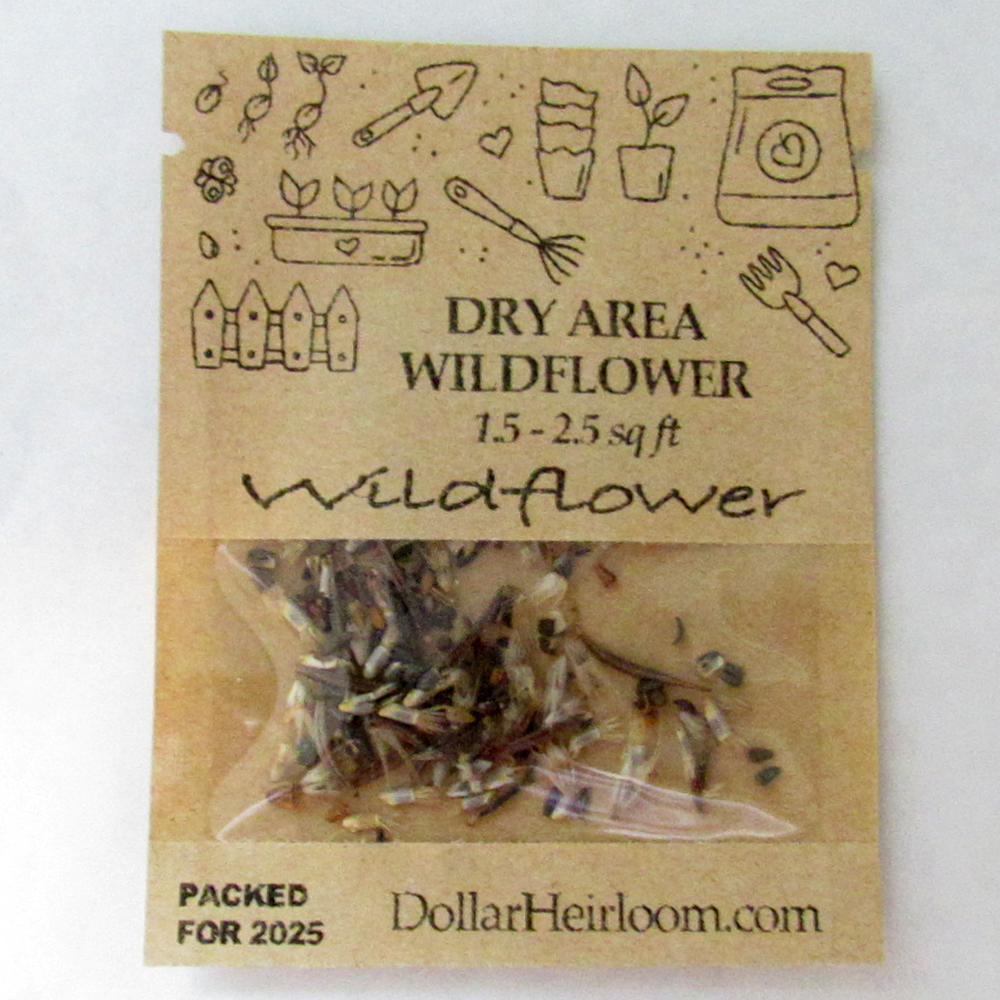 DRY AREA
WILDFLOWER
1.5 - 2.5 sq ft
Wildflower
PACKED
FOR 2025
DollarHeirloom.com